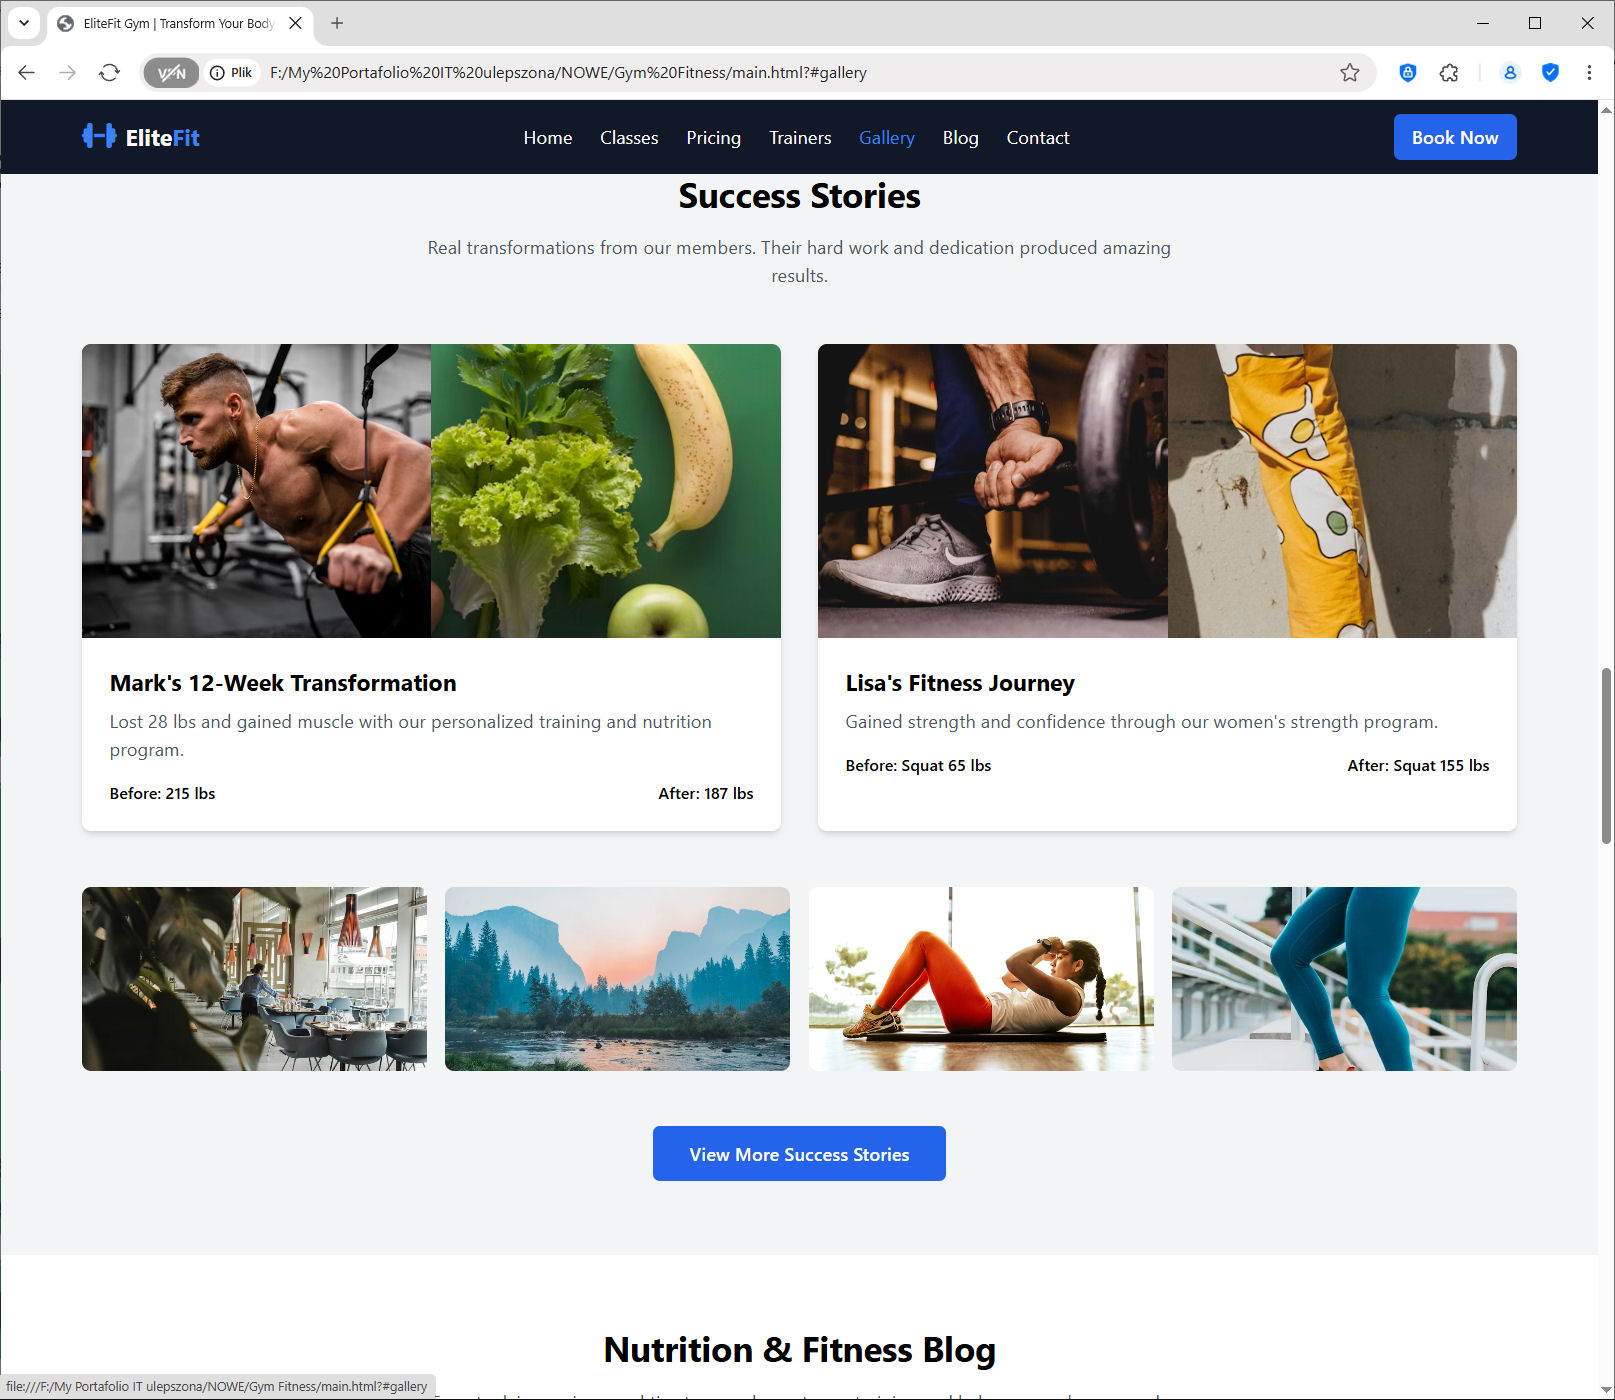 EliteFit Gym | Transform Your Body
VPN
Plik
F:/My%20Portafolio%20IT%20ulepszona/NOWE/Gym%20Fitness/main.html?#gallery
EliteFit
Home
Classes
Pricing
Trainers
Gallery
Blog
Contact
Book Now
Success Stories
Real transformations from our members. Their hard work and dedication produced amazing
results.
Mark's 12-Week Transformation
Lost 28 lbs and gained muscle with our personalized training and nutrition
program.
Before: 215 lbs
After: 187 lbs
Lisa's Fitness Journey
Gained strength and confidence through our women's strength program.
Before: Squat 65 lbs
After: Squat 155 lbs
View More Success Stories
Nutrition & Fitness Blog
file:///F:/My Portafolio IT ulepszona/NOWE/Gym Fitness/main.html?#gallery